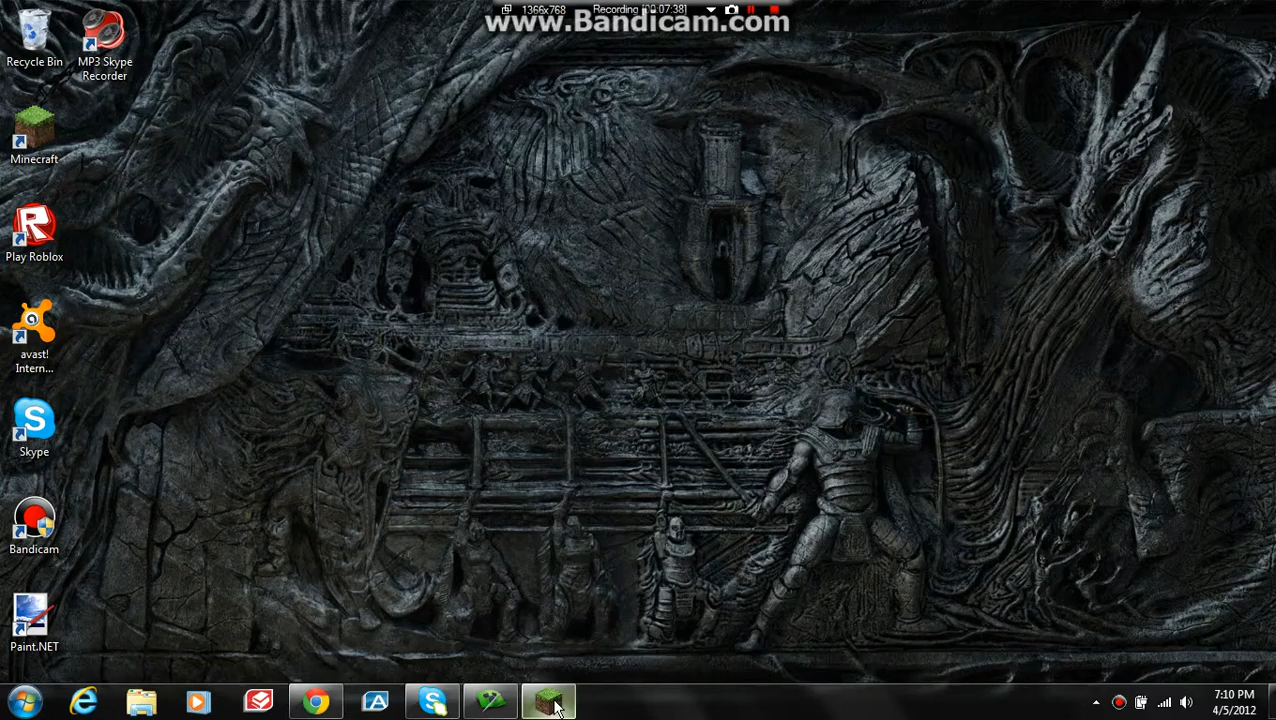 1366x768 Recording [00:07:38]
www.Bandicam.com
Recycle Bin
MP3 Skype
Recorder
Minecraft
Play Roblox
avast!
Intern...
Skype
Bandicam
Paint.NET
7:10 PM
4/5/2012